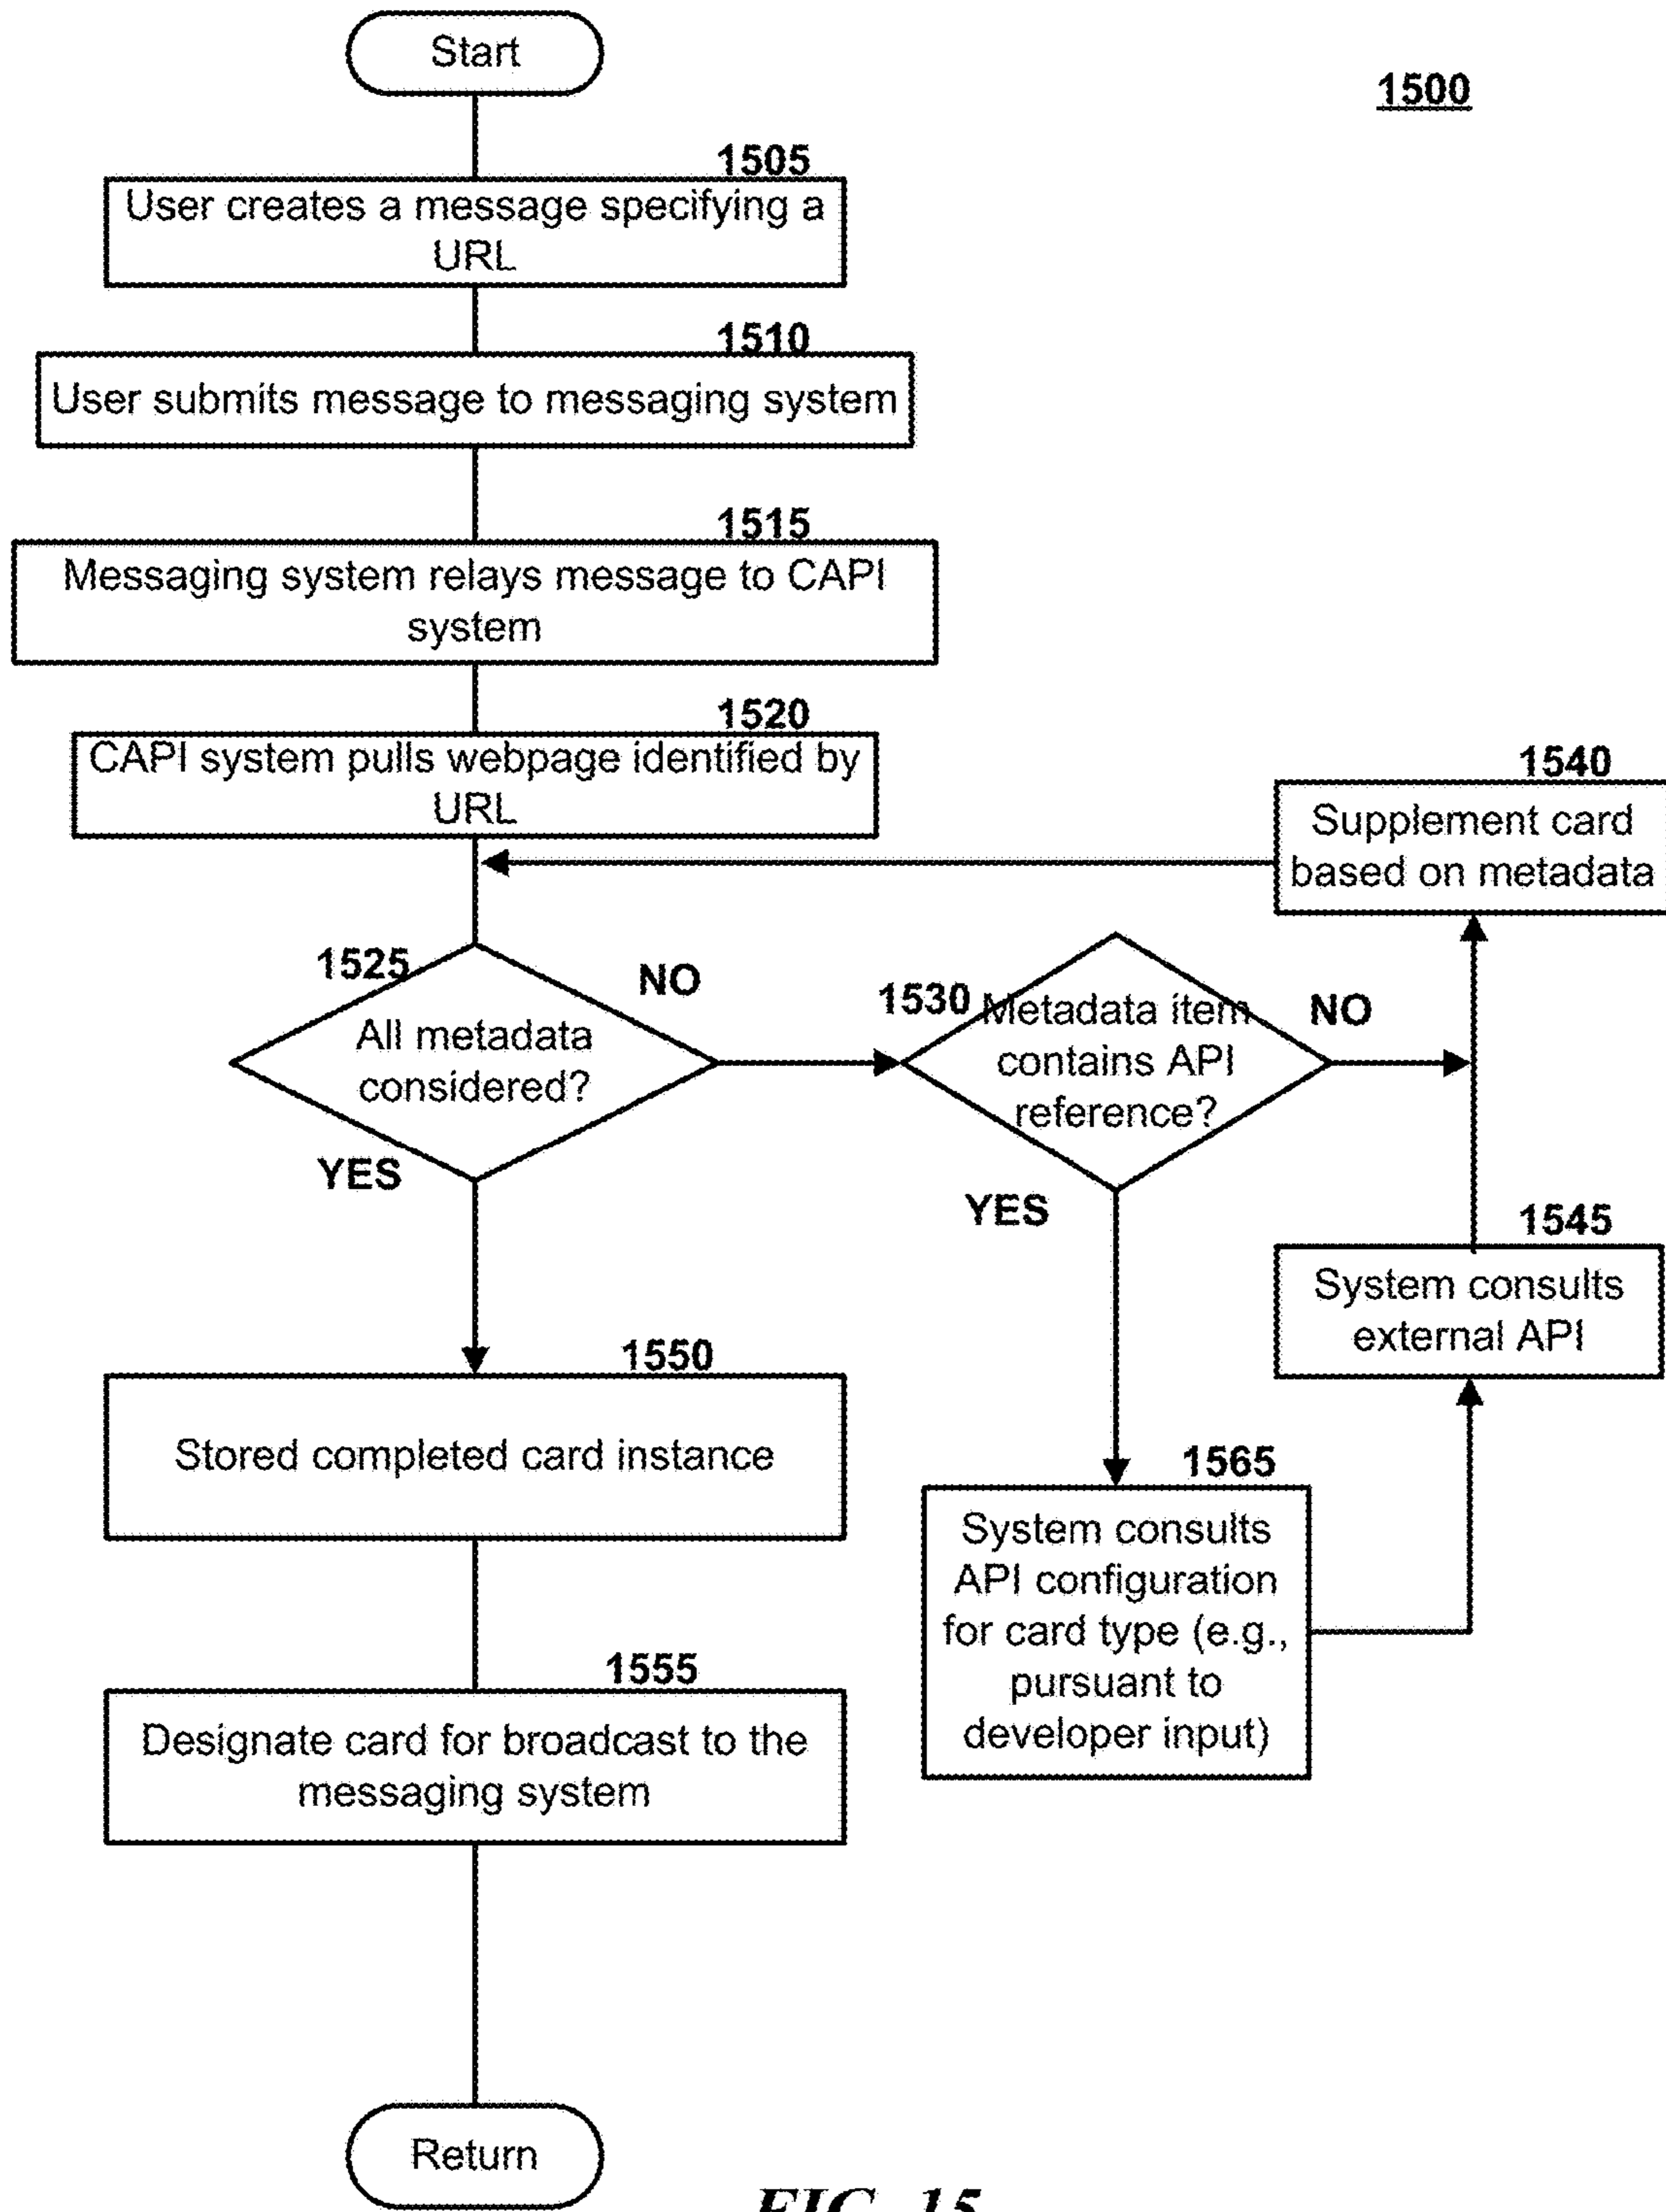 Start
1500
1505
User creates a message specifying a
URL
1510
User submits message to messaging system
1515
Messaging system relays message to CAPI
system
1520
CAPI system pulls webpage identified by
URL
1540
Supplement card
based on metadata
1525
All metadata
considered?
NO
YES
1530
Metadata item
contains API
reference?
NO
YES
1545
System consults
external API
1565
System consults
API configuration
for card type (e.g.,
pursuant to
developer input)
1550
Stored completed card instance
1555
Designate card for broadcast to the
messaging system
Return
FIG. 15